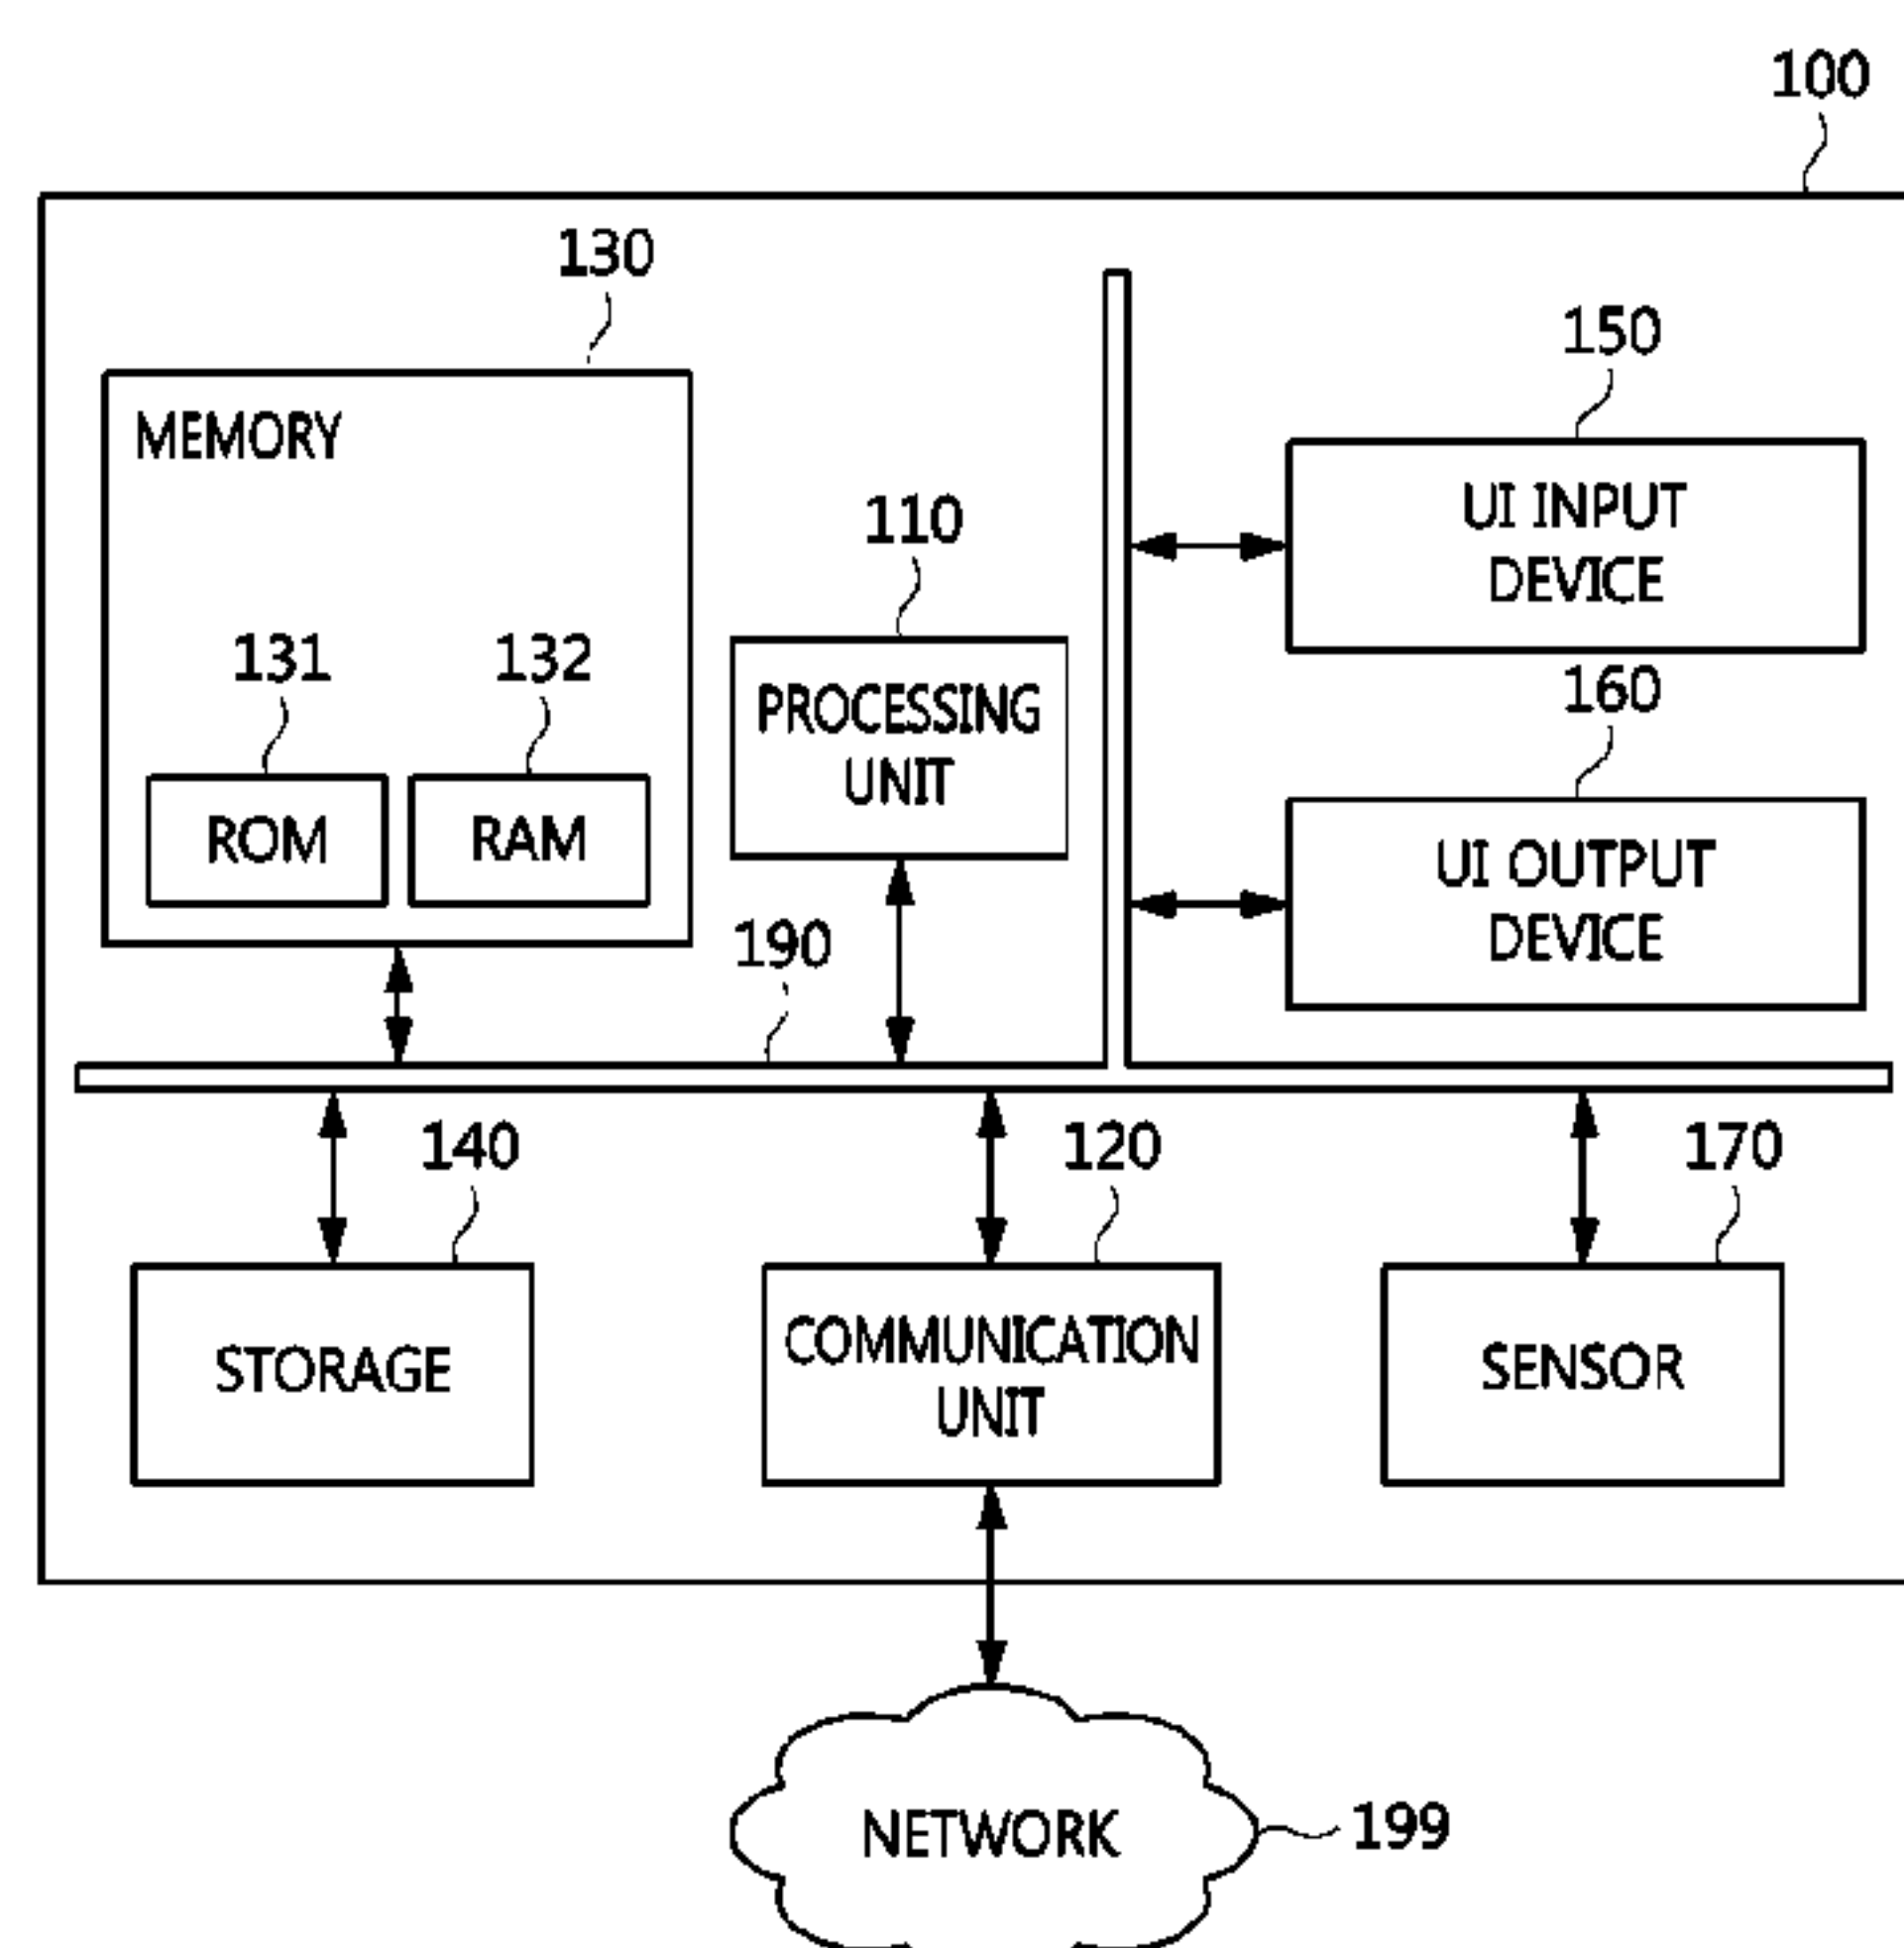 100
130
MEMORY
150
UI INPUT
DEVICE
110
131
132
PROCESSING
UNIT
160
ROM
RAM
UI OUTPUT
DEVICE
190
140
120
170
STORAGE
COMMUNICATION
UNIT
SENSOR
NETWORK
199